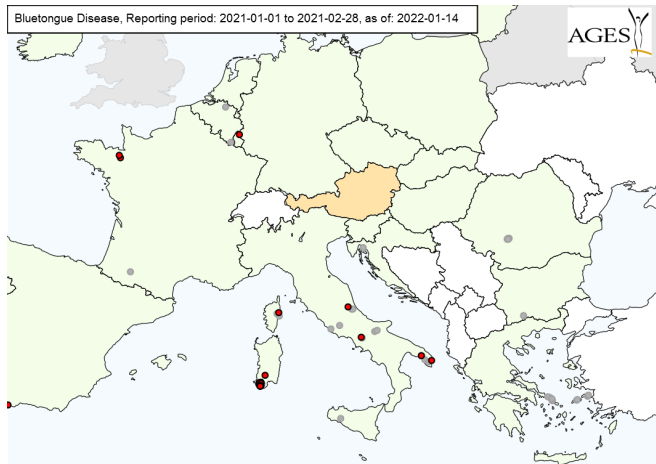 Bluetongue Disease, Reporting period: 2021-01-01 to 2021-02-28, as of: 2022-01-14
AGES